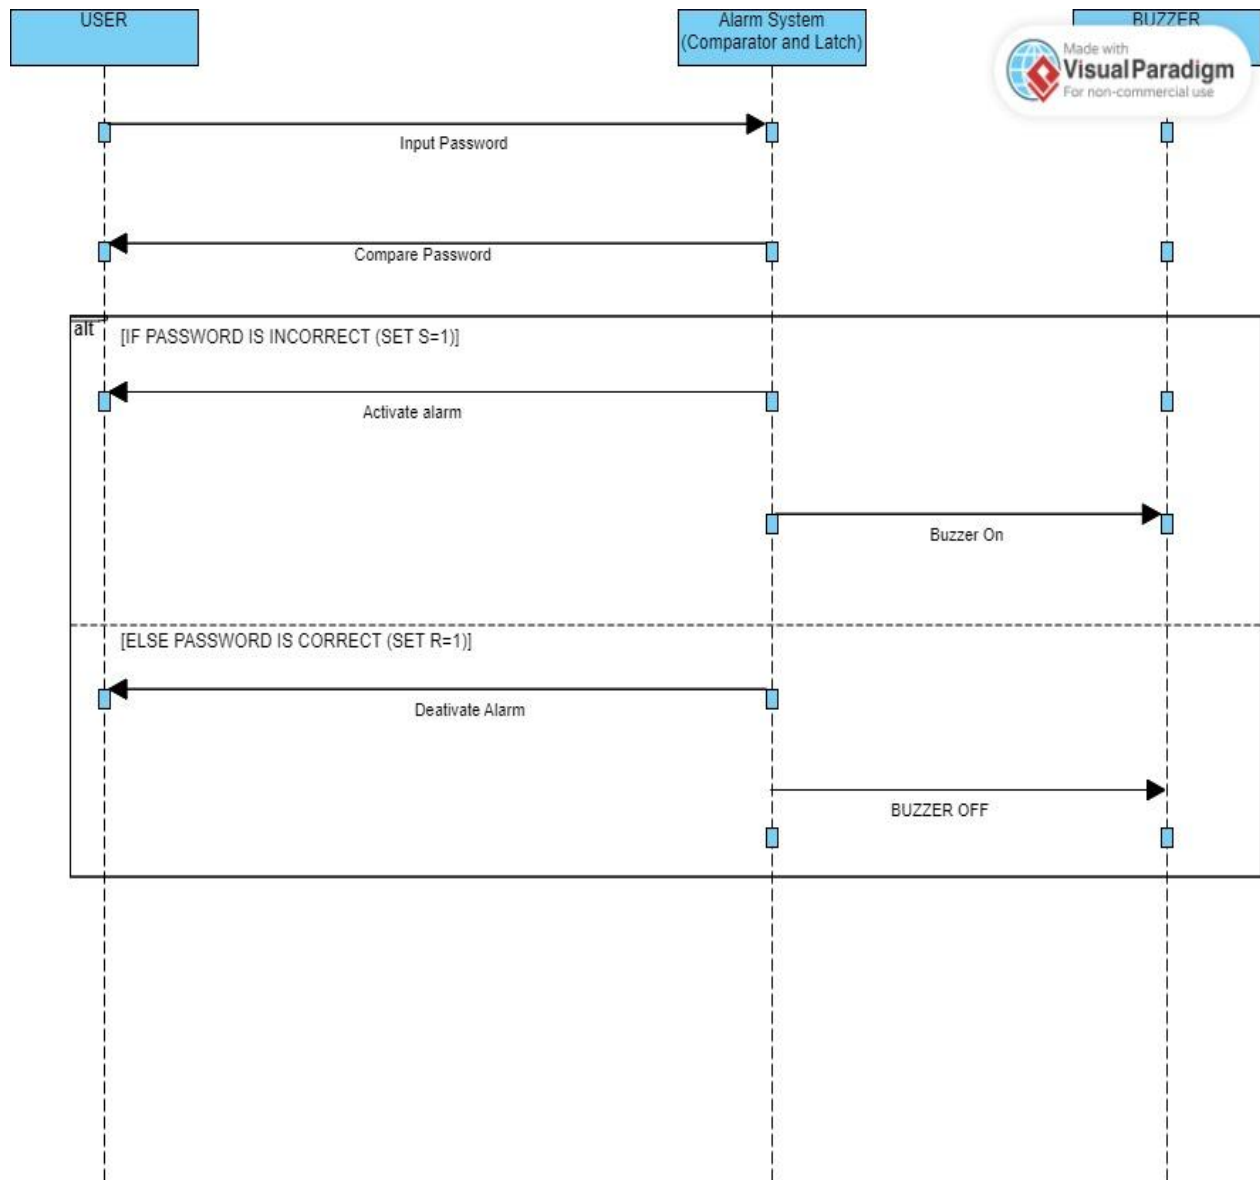 USER
Alarm System
(Comparator and Latch)
BUZZER
Made with
Visual Paradigm
For non-commercial use
Input Password
Compare Password
alt
[IF PASSWORD IS INCORRECT (SET S=1)]
Activate alarm
Buzzer On
[ELSE PASSWORD IS CORRECT (SET R=1)]
Deativate Alarm
BUZZER OFF